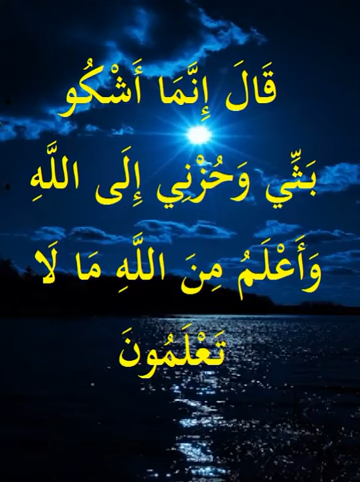 قَالَ إِنَّمَا أَشْكُو
بَثِّي وَحُزْنِي إِلَى اللَّهِ
وَأَعْلَمُ مِنَ اللَّهِ مَا لَا
تَعْلَمُونَ